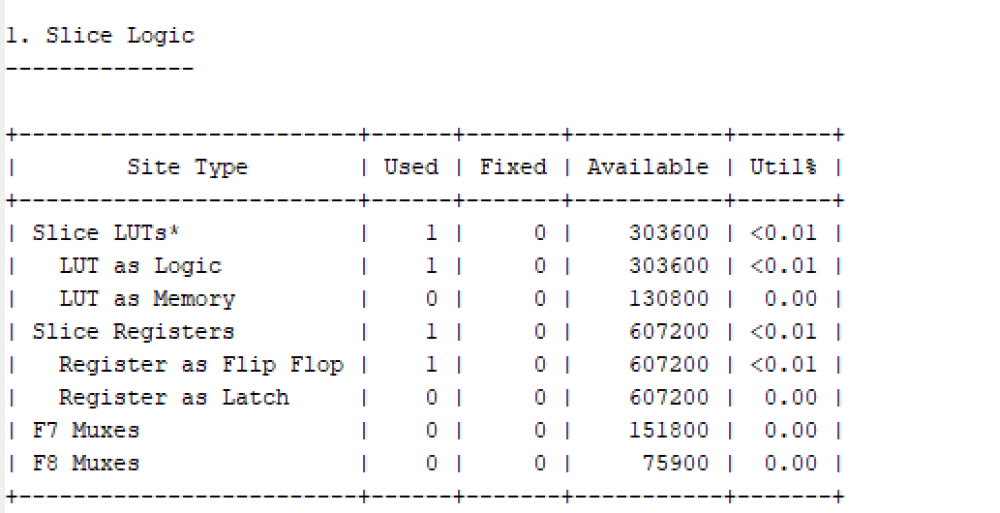 1. Slice Logic
--------------
+-------------------------+------+-------+-----------+-------+
|        Site Type        | Used | Fixed | Available | Util% |
+-------------------------+------+-------+-----------+-------+
| Slice LUTs*             |    1 |     0 |    303600 | <0.01 |
|   LUT as Logic          |    1 |     0 |    303600 | <0.01 |
|   LUT as Memory         |    0 |     0 |    130800 |  0.00 |
| Slice Registers         |    1 |     0 |    607200 | <0.01 |
|   Register as Flip Flop |    1 |     0 |    607200 | <0.01 |
|   Register as Latch     |    0 |     0 |    607200 |  0.00 |
| F7 Muxes                |    0 |     0 |    151800 |  0.00 |
| F8 Muxes                |    0 |     0 |     75900 |  0.00 |
+-------------------------+------+-------+-----------+-------+